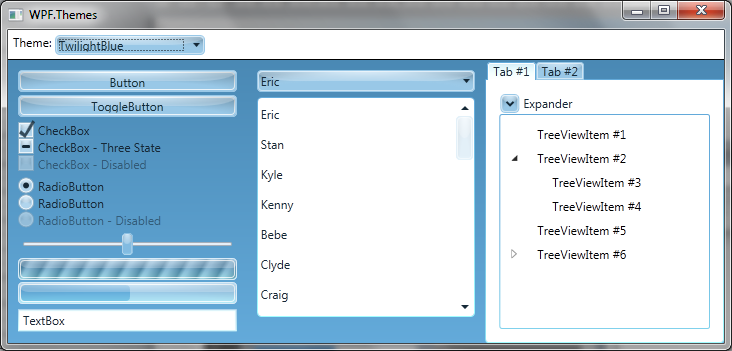 WPF.Themes
Theme: TwilightBlue
Button
ToggleButton
CheckBox
CheckBox - Three State
CheckBox - Disabled
RadioButton
RadioButton
RadioButton - Disabled
TextBox
Eric
Eric
Stan
Kyle
Kenny
Bebe
Clyde
Craig
Tab #1 Tab #2
Expander
TreeViewItem #1
TreeViewItem #2
TreeViewItem #3
TreeViewItem #4
TreeViewItem #5
TreeViewItem #6